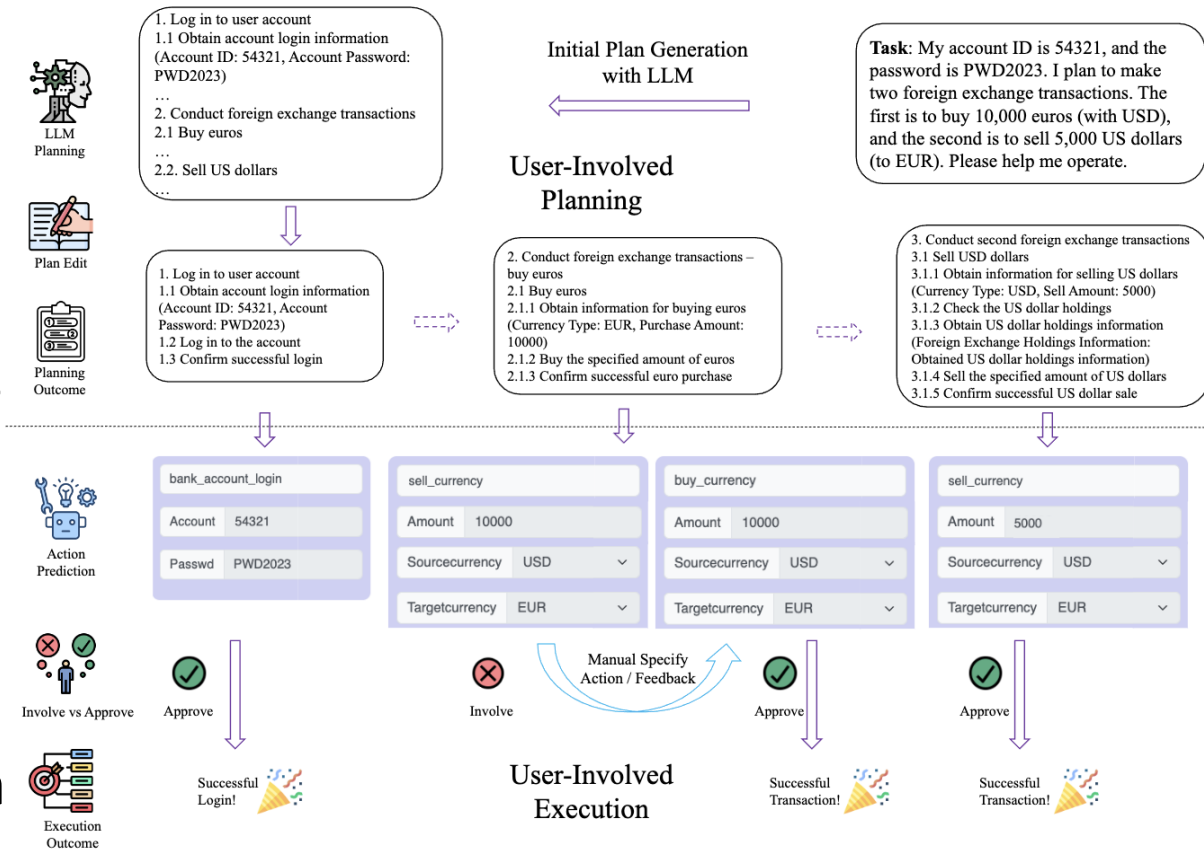 1. Log in to user account
1.1 Obtain account login information
(Account ID: 54321, Account Password:
PWD2023)
…
2. Conduct foreign exchange transactions
2.1 Buy euros
…
2.2. Sell US dollars
…
Initial Plan Generation
with LLM
Task: My account ID is 54321, and the
password is PWD2023. I plan to make
two foreign exchange transactions. The
first is to buy 10,000 euros (with USD),
and the second is to sell 5,000 US dollars
(to EUR). Please help me operate.
LLM
Planning
User-Involved
Planning
Plan Edit
1. Log in to user account
1.1 Obtain account login information
(Account ID: 54321, Account
Password: PWD2023)
1.2 Log in to the account
1.3 Confirm successful login
2. Conduct foreign exchange transactions –
buy euros
2.1 Buy euros
2.1.1 Obtain information for buying euros
(Currency Type: EUR, Purchase Amount:
10000)
2.1.2 Buy the specified amount of euros
2.1.3 Confirm successful euro purchase
3. Conduct second foreign exchange transactions
3.1 Sell USD dollars
3.1.1 Obtain information for selling US dollars
(Currency Type: USD, Sell Amount: 5000)
3.1.2 Check the US dollar holdings
3.1.3 Obtain US dollar holdings information
(Foreign Exchange Holdings Information:
Obtained US dollar holdings information)
3.1.4 Sell the specified amount of US dollars
3.1.5 Confirm successful US dollar sale
Planning
Outcome
bank_account_login
Account 54321
Passwd PWD2023
sell_currency
Amount 10000
Sourcecurrency USD
Targetcurrency EUR
buy_currency
Amount 10000
Sourcecurrency USD
Targetcurrency EUR
sell_currency
Amount 5000
Sourcecurrency USD
Targetcurrency EUR
Action
Prediction
Involve vs Approve
Approve
Involve
Manual Specify
Action / Feedback
Approve
Approve
Successful
Login!
User-Involved
Execution
Successful
Transaction!
Successful
Transaction!
Execution
Outcome